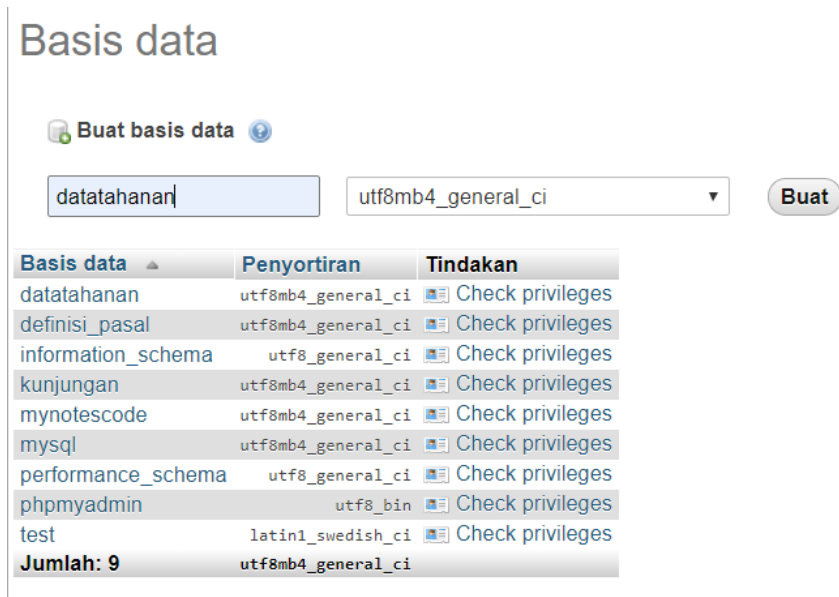 Basis data
Buat basis data
datatahanan utf8mb4_general_ci Buat
Basis data Penyortiran Tindakan
datatahanan utf8mb4_general_ci Check privileges
definisi_pasal utf8mb4_general_ci Check privileges
information_schema utf8_general_ci Check privileges
kunjungan utf8mb4_general_ci Check privileges
mynotescode utf8mb4_general_ci Check privileges
mysql utf8mb4_general_ci Check privileges
performance_schema utf8_general_ci Check privileges
phpmyadmin utf8_bin Check privileges
test latin1_swedish_ci Check privileges
Jumlah: 9 utf8mb4_general_ci